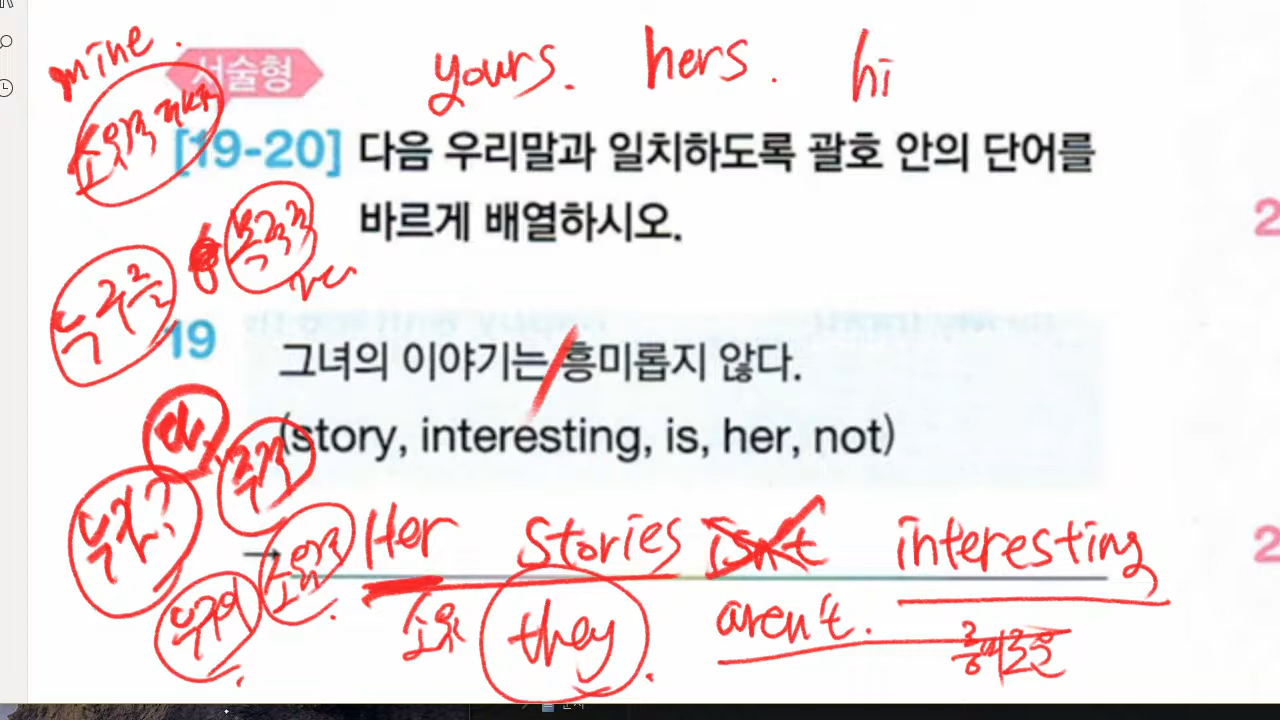 mine.
yours. hers. hi
서술형
소유격
[19-20] 다음 우리말과 일치하도록 괄호 안의 단어를
바르게 배열하시오.
목적격
누구를
19
그녀의 이야기는 흥미롭지 않다.
(story, interesting, is, her, not)
주격
누가?
소유격
누구의
→ Her stories isn't interesting
소유 they. aren't. 흥미로운
2
2